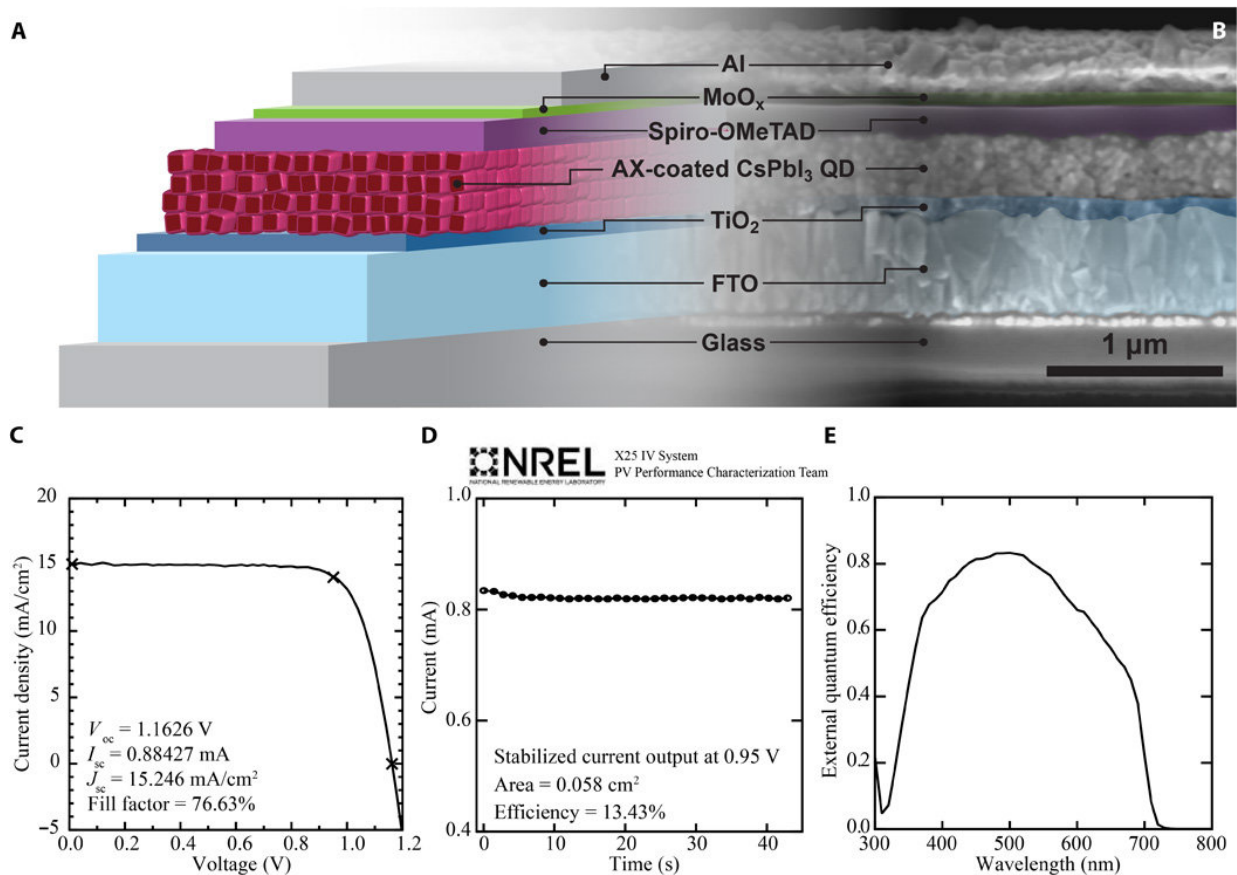 A
B
Al
MoOₓ
Spiro-OMeTAD
AX-coated CsPbI₃ QD
TiO₂
FTO
Glass
1 μm
C
20
15
10
5
0
−5
0.0
0.2
0.4
0.6
0.8
1.0
1.2
Current density (mA/cm²)
Voltage (V)
V_oc = 1.1626 V
I_sc = 0.88427 mA
J_sc = 15.246 mA/cm²
Fill factor = 76.63%
D
NREL
NATIONAL RENEWABLE ENERGY LABORATORY
X25 IV System
PV Performance Characterization Team
1.0
0.8
0.6
0.4
0
10
20
30
40
Current (mA)
Time (s)
Stabilized current output at 0.95 V
Area = 0.058 cm²
Efficiency = 13.43%
E
1.0
0.8
0.6
0.4
0.2
0.0
300
400
500
600
700
800
External quantum efficiency
Wavelength (nm)